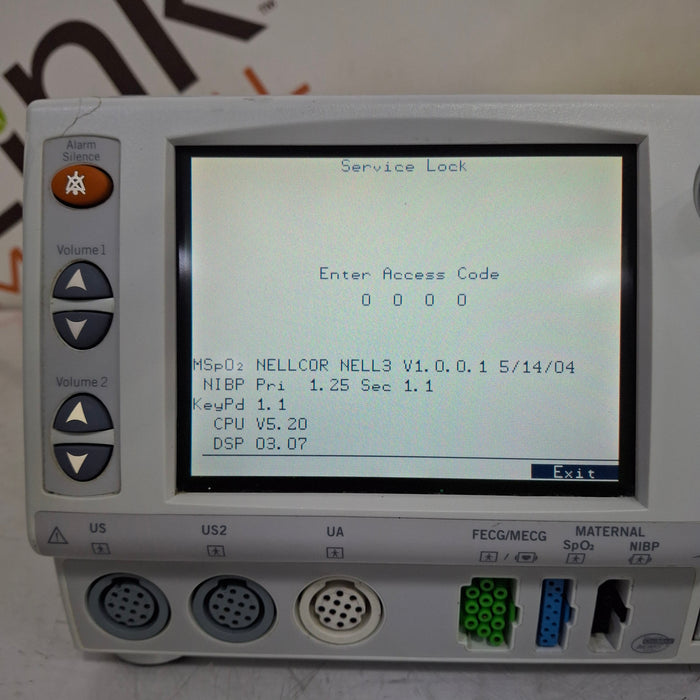 Alarm
Silence
Volume 1
Volume 2
Service Lock
Enter Access Code
0 0 0 0
MSpO₂ NELLCOR NELL3 V1.0.0.1 5/14/04
NIBP Pri 1.25 Sec 1.1
KeyPd 1.1
CPU V5.20
DSP 03.07
Exit
US
US2
UA
FECG/MECG
MATERNAL
SpO₂
NIBP